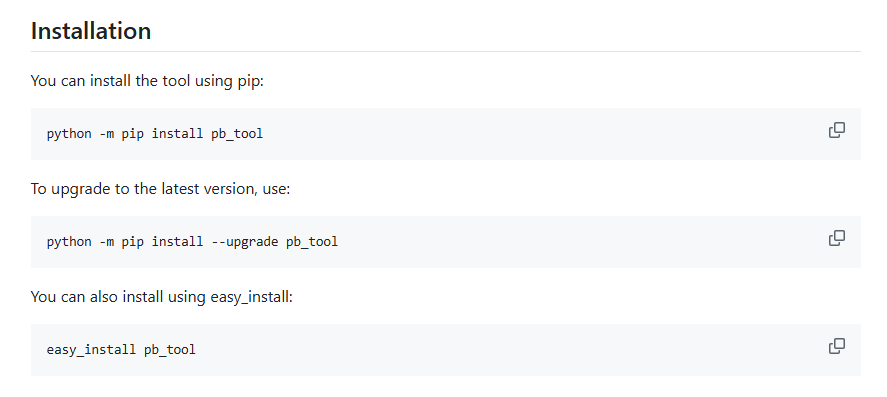 Installation
You can install the tool using pip:
python -m pip install pb_tool
To upgrade to the latest version, use:
python -m pip install --upgrade pb_tool
You can also install using easy_install:
easy_install pb_tool